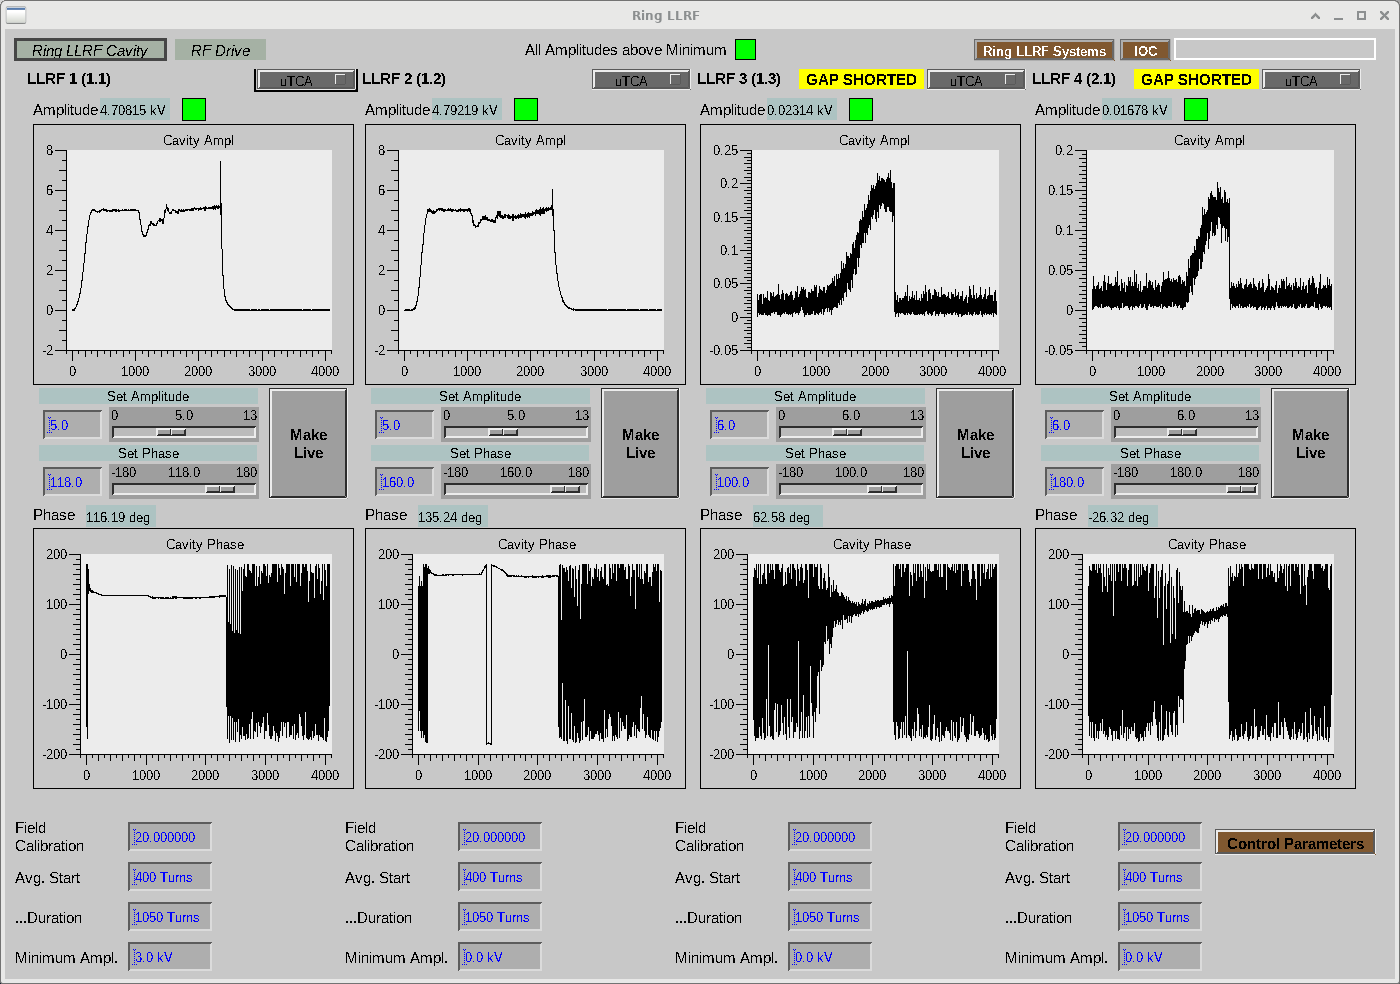 Ring LLRF
Ring LLRF Cavity RF Drive All Amplitudes above Minimum Ring LLRF Systems IOC
LLRF 1 (1.1) uTCA LLRF 2 (1.2) uTCA LLRF 3 (1.3) GAP SHORTED uTCA LLRF 4 (2.1) GAP SHORTED uTCA
Amplitude 4.70815 kV Amplitude 4.79219 kV Amplitude 0.02314 kV Amplitude 0.01678 kV
Cavity Ampl
8
6
4
2
0
-2
0 1000 2000 3000 4000
Cavity Ampl
8
6
4
2
0
-2
0 1000 2000 3000 4000
Cavity Ampl
0.25
0.2
0.15
0.1
0.05
0
-0.05
0 1000 2000 3000 4000
Cavity Ampl
0.2
0.15
0.1
0.05
0
-0.05
0 1000 2000 3000 4000
Set Amplitude
5.0 0 5.0 13
Set Phase
118.0 -180 118.0 180
Make
Live
Set Amplitude
5.0 0 5.0 13
Set Phase
160.0 -180 160.0 180
Make
Live
Set Amplitude
6.0 0 6.0 13
Set Phase
100.0 -180 100.0 180
Make
Live
Set Amplitude
6.0 0 6.0 13
Set Phase
180.0 -180 180.0 180
Make
Live
Phase 116.19 deg Phase 135.24 deg Phase 62.58 deg Phase -26.32 deg
Cavity Phase
200
100
0
-100
-200
0 1000 2000 3000 4000
Cavity Phase
200
100
0
-100
-200
0 1000 2000 3000 4000
Cavity Phase
200
100
0
-100
-200
0 1000 2000 3000 4000
Cavity Phase
200
100
0
-100
-200
0 1000 2000 3000 4000
Field
Calibration 20.000000
Avg. Start 400 Turns
...Duration 1050 Turns
Minimum Ampl. 3.0 kV
Field
Calibration 20.000000
Avg. Start 400 Turns
...Duration 1050 Turns
Minimum Ampl. 0.0 kV
Field
Calibration 20.000000
Avg. Start 400 Turns
...Duration 1050 Turns
Minimum Ampl. 0.0 kV
Field
Calibration 20.000000
Avg. Start 400 Turns
...Duration 1050 Turns
Minimum Ampl. 0.0 kV
Control Parameters